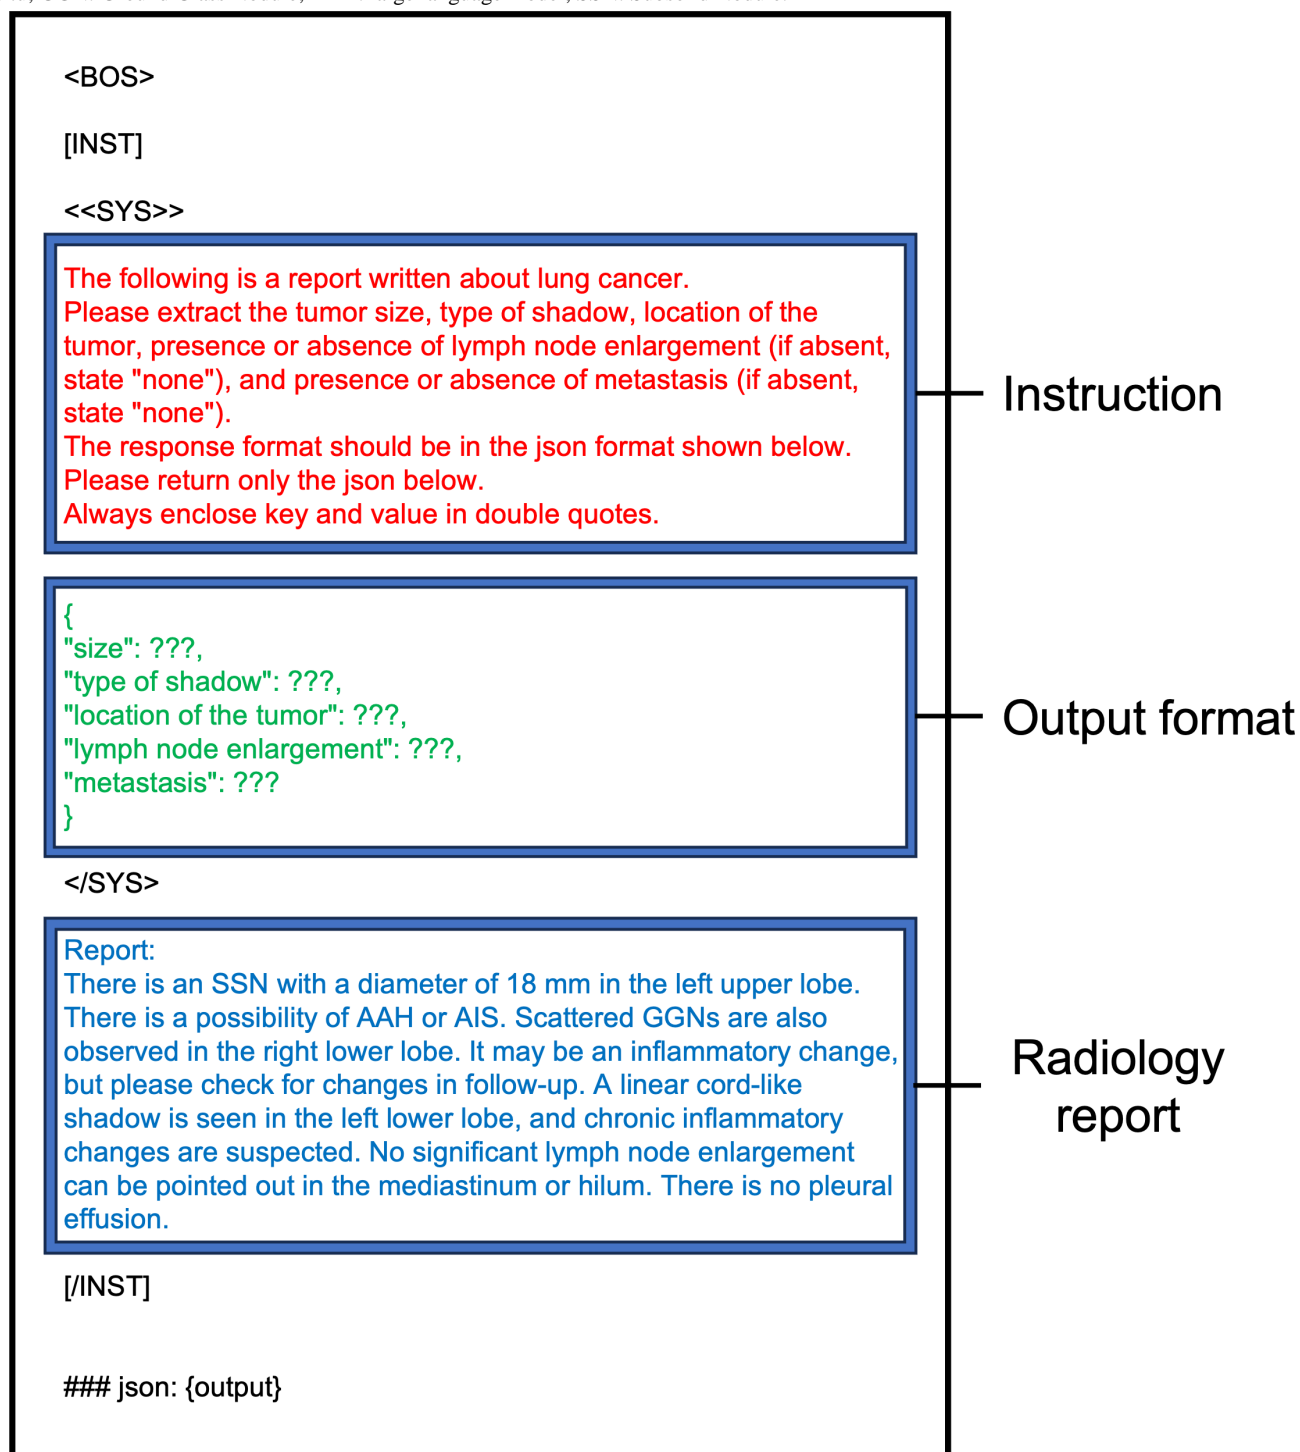 <BOS>
[INST]
<<SYS>>
The following is a report written about lung cancer.
Please extract the tumor size, type of shadow, location of the
tumor, presence or absence of lymph node enlargement (if absent,
state "none"), and presence or absence of metastasis (if absent,
state "none").
The response format should be in the json format shown below.
Please return only the json below.
Always enclose key and value in double quotes.
Instruction
{
"size": ???,
"type of shadow": ???,
"location of the tumor": ???,
"lymph node enlargement": ???,
"metastasis": ???
}
Output format
</SYS>
Report:
There is an SSN with a diameter of 18 mm in the left upper lobe.
There is a possibility of AAH or AIS. Scattered GGNs are also
observed in the right lower lobe. It may be an inflammatory change,
but please check for changes in follow-up. A linear cord-like
shadow is seen in the left lower lobe, and chronic inflammatory
changes are suspected. No significant lymph node enlargement
can be pointed out in the mediastinum or hilum. There is no pleural
effusion.
Radiology
report
[/INST]
### json: {output}